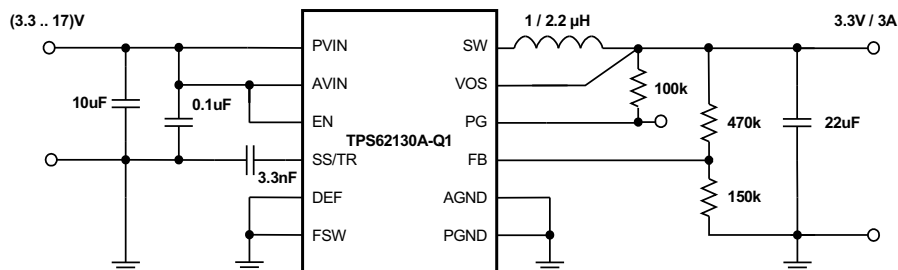 (3.3 .. 17)V
1 / 2.2 µH
3.3V / 3A
PVIN
SW
AVIN
VOS
10uF
0.1uF
100k
EN
PG
470k
22uF
TPS62130A-Q1
SS/TR
FB
3.3nF
DEF
AGND
150k
FSW
PGND